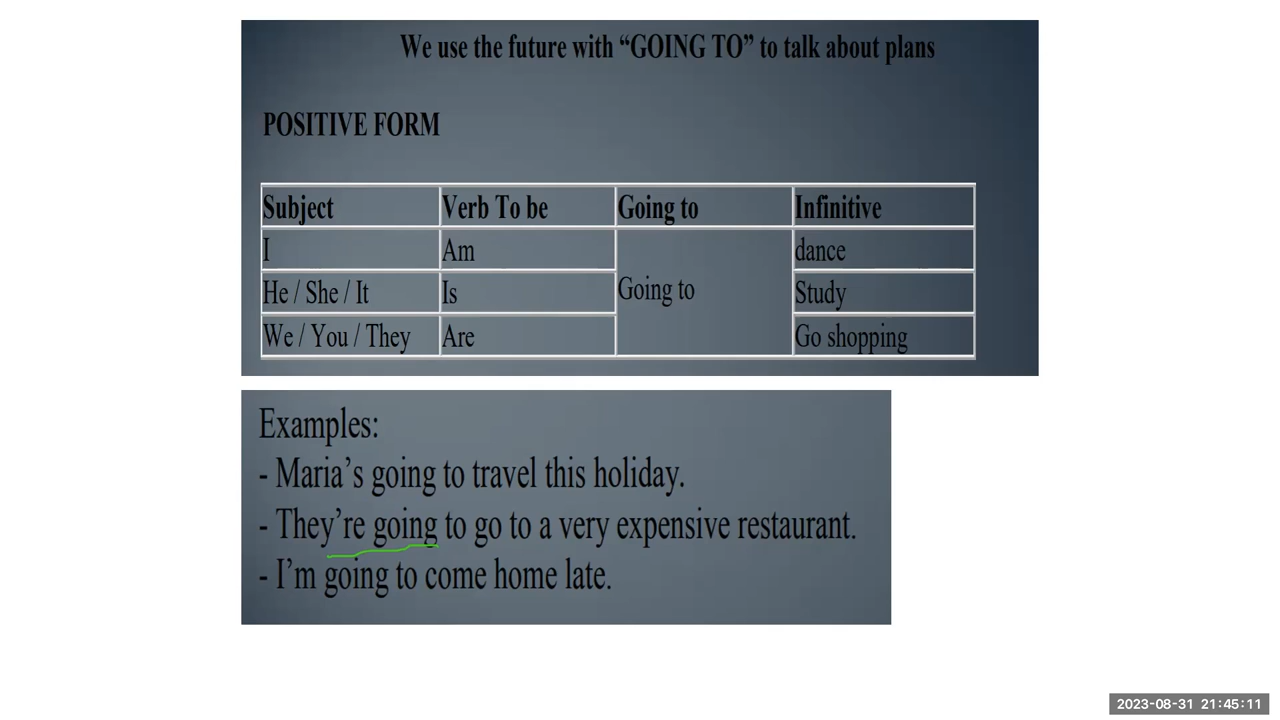 We use the future with “GOING TO” to talk about plans
POSITIVE FORM
Subject Verb To be Going to Infinitive
I Am dance
He / She / It Is Going to Study
We / You / They Are Go shopping
Examples:
- Maria’s going to travel this holiday.
- They’re going to go to a very expensive restaurant.
- I’m going to come home late.
2023-08-31 21:45:11